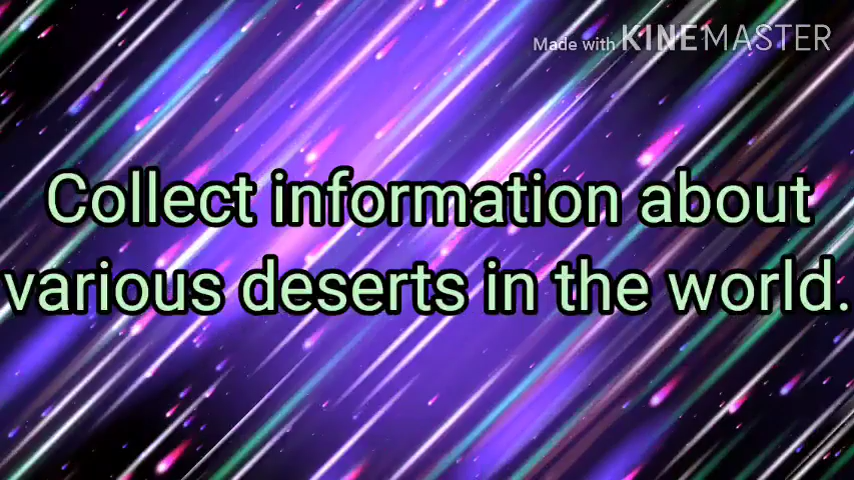 Made with KINEMASTER
Collect information about
various deserts in the world.